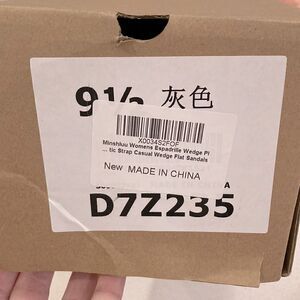 9½ 灰色
X0034S2FOF
Minshluu Womens Espadrille Wedge Pl
... tic Strap Casual Wedge Flat Sandals
New MADE IN CHINA
D7Z235